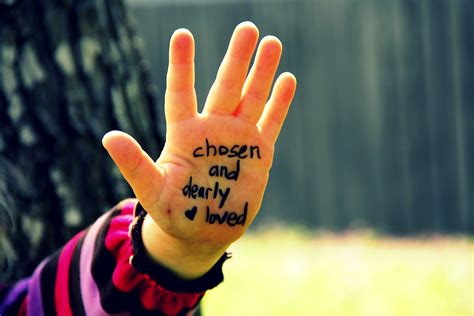 chosen
and
dearly
♥ loved